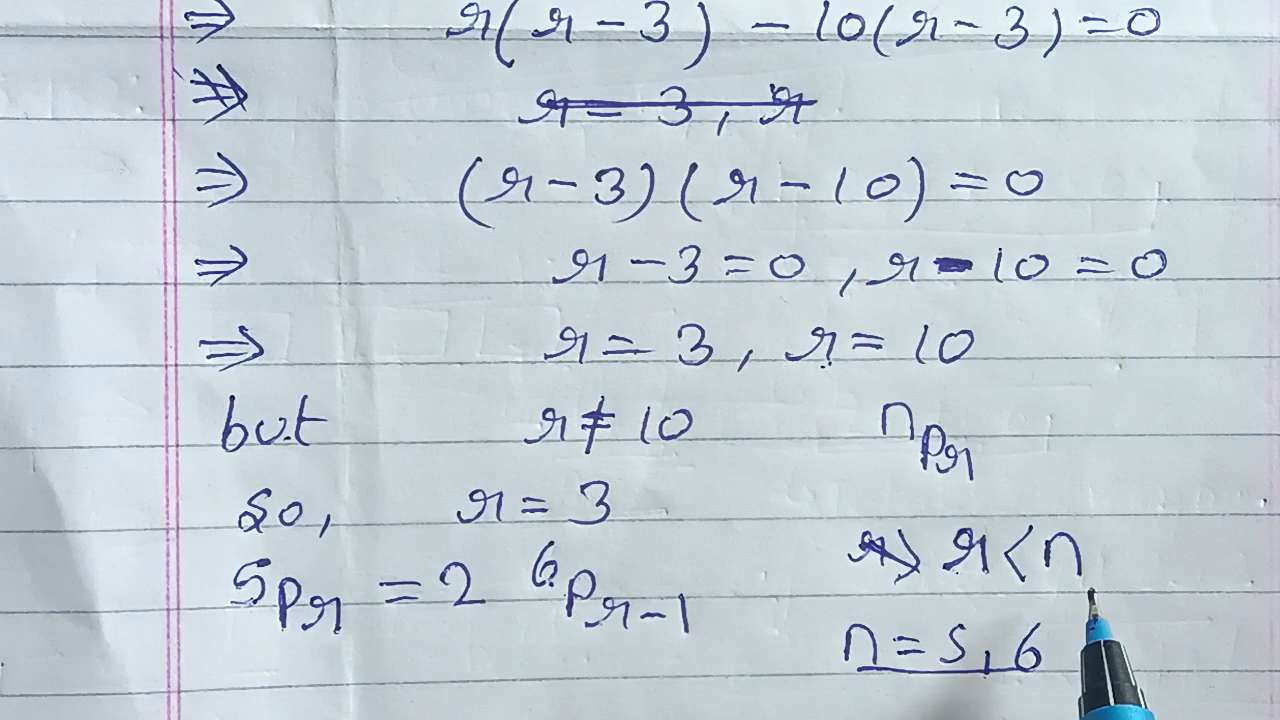 ⇒ r(r-3) - 10(r-3) = 0
⇒ r = 3, r
⇒ (r-3)(r-10) = 0
⇒ r-3=0, r-10=0
⇒ r = 3, r = 10
but r ≠ 10 nPr
so, r = 3
r> r<n
5Pr = 2 6Pr-1
n = 5, 6